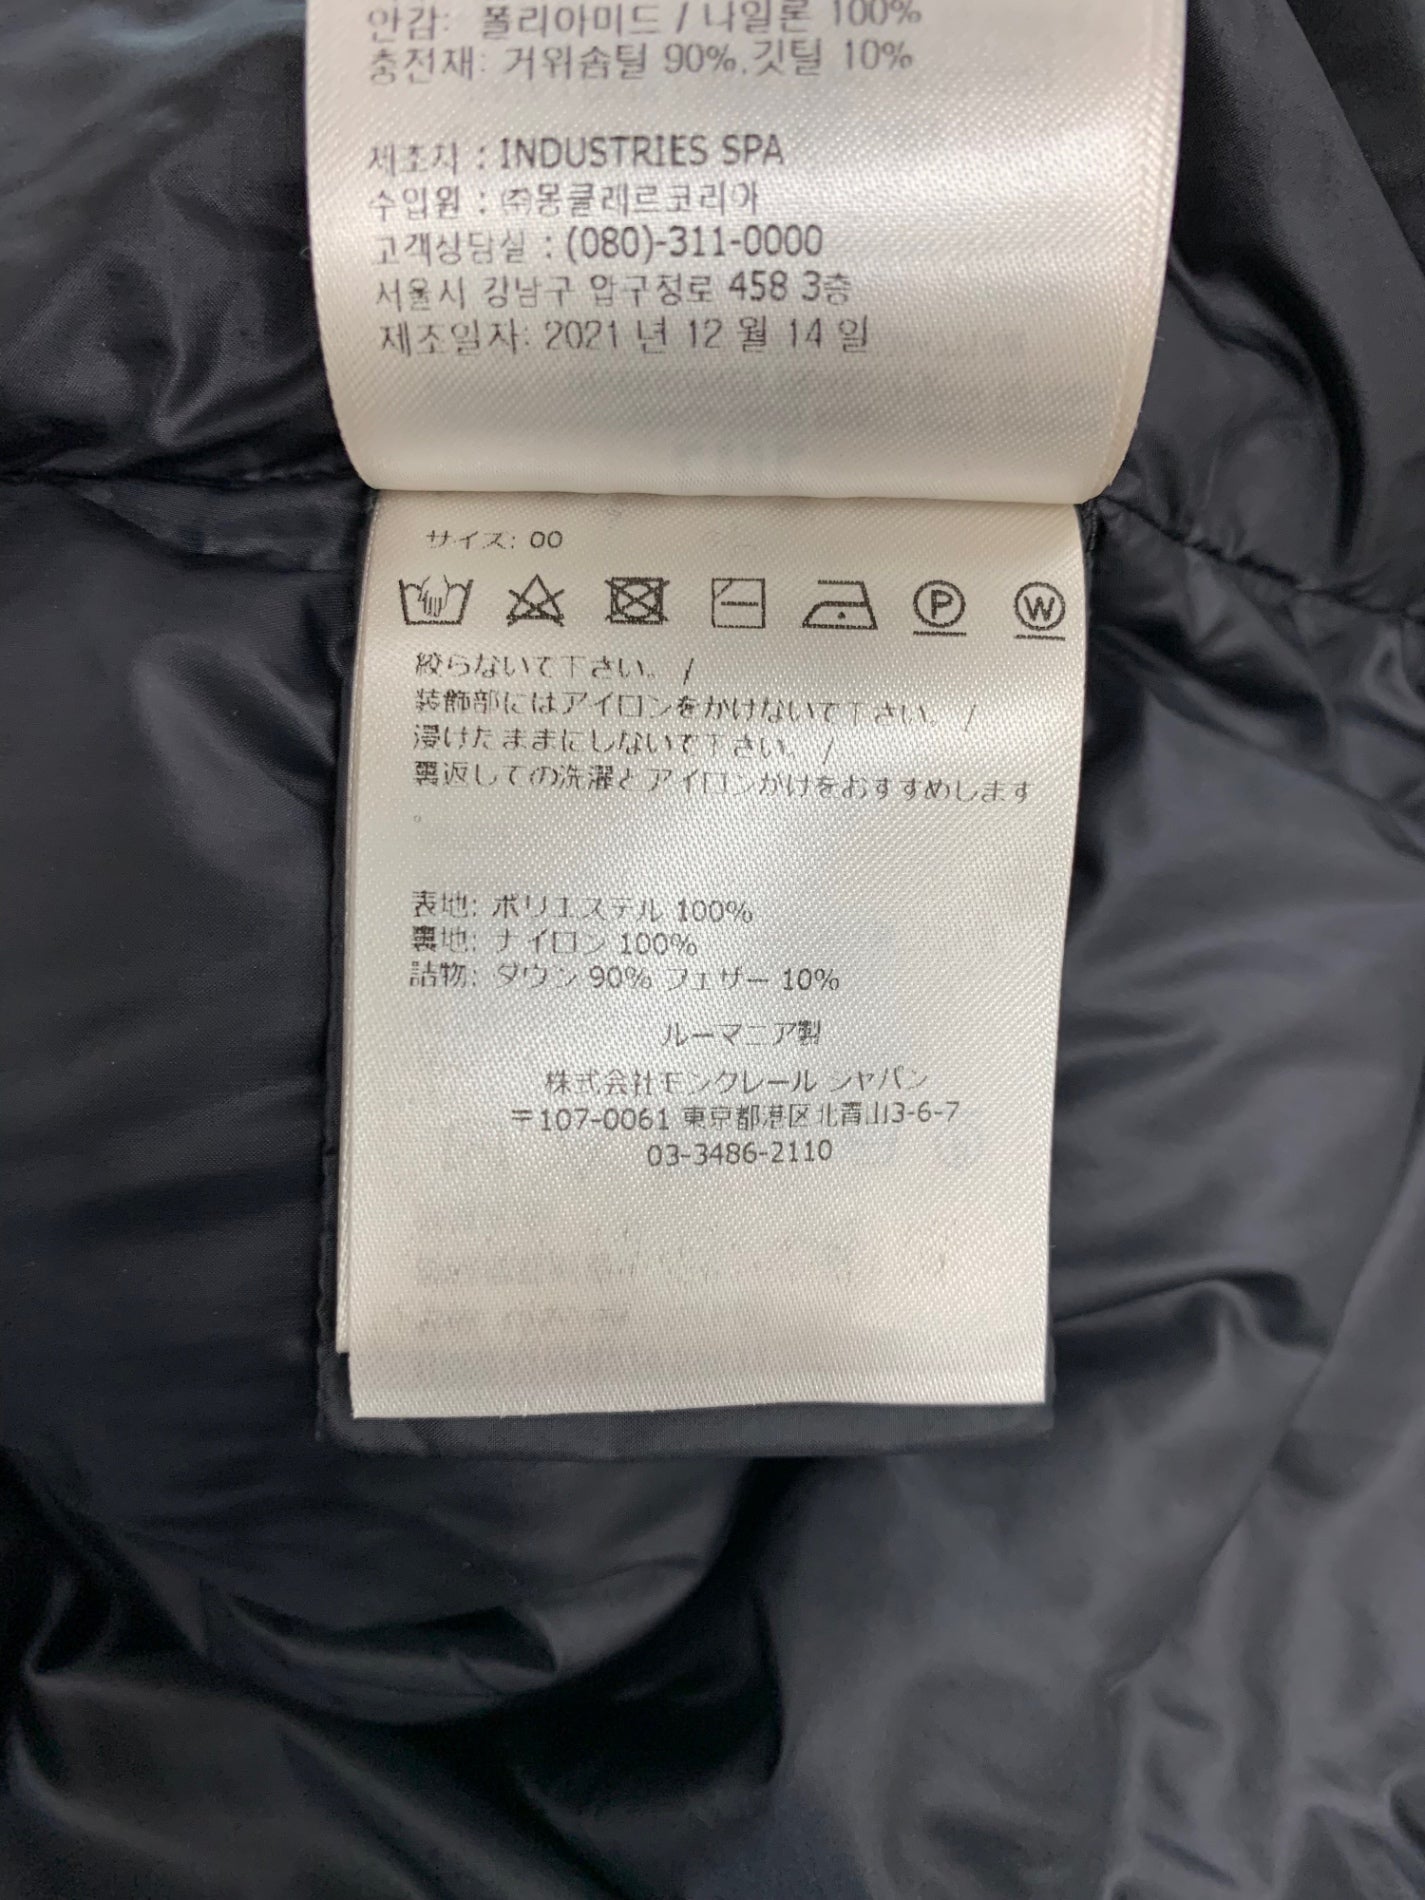 안감: 폴리아미드 / 나일론 100%
충전재: 거위솜털 90%,깃털 10%
제조자 : INDUSTRIES SPA
수입원 : ㈜몽클레르코리아
고객상담실 : (080)-311-0000
서울시 강남구 압구정로 458 3층
제조일자: 2021 년 12 월 14 일
サイズ: 00
P
W
絞らないで下さい。 /
装飾部にはアイロンをかけないで下さい。 /
浸けたままにしないで下さい。 /
裏返しての洗濯とアイロンがけをおすすめします
。
表地: ポリエステル 100%
裏地: ナイロン 100%
詰物: ダウン 90% フェザー 10%
ルーマニア製
株式会社モンクレール ジャパン
〒107-0061 東京都港区北青山3-6-7
03-3486-2110